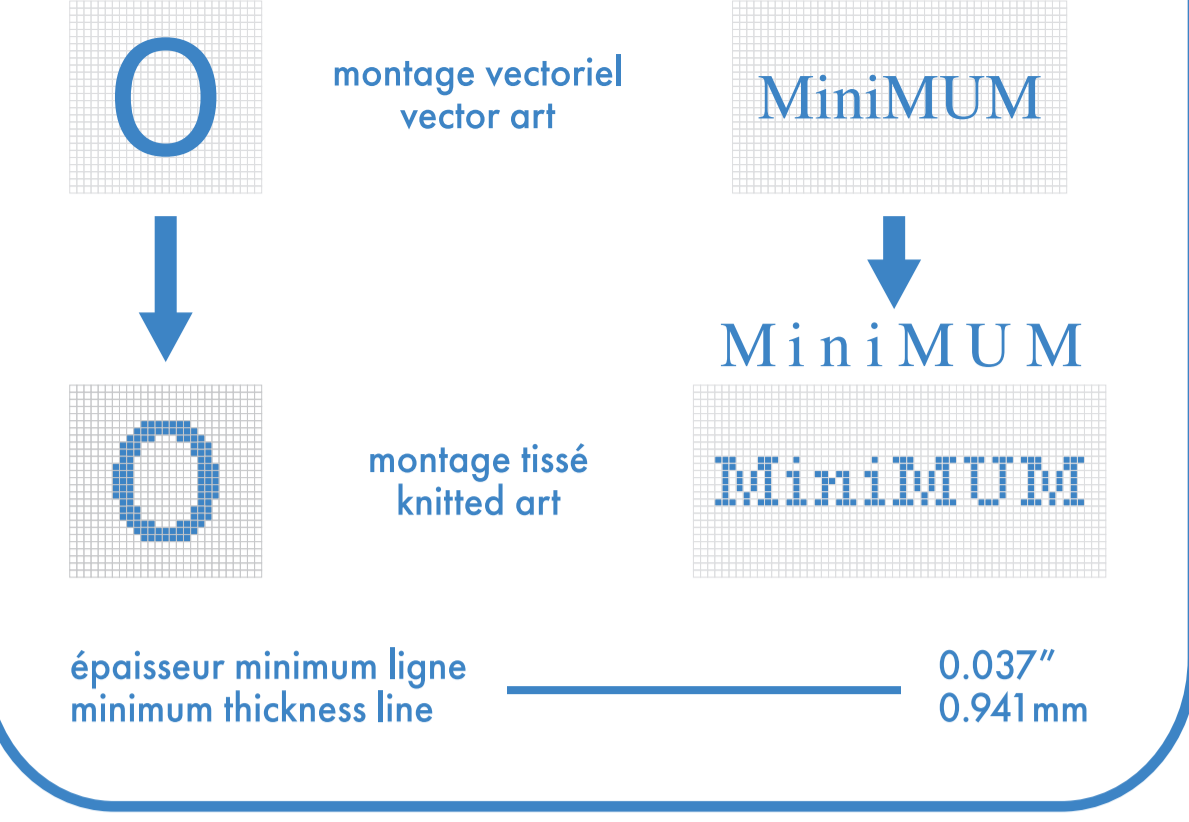 O
montage vectoriel
vector art
MiniMUM
MiniMUM
O
montage tissé
knitted art
MiniMUM
épaisseur minimum ligne
minimum thickness line
0.037″
0.941mm